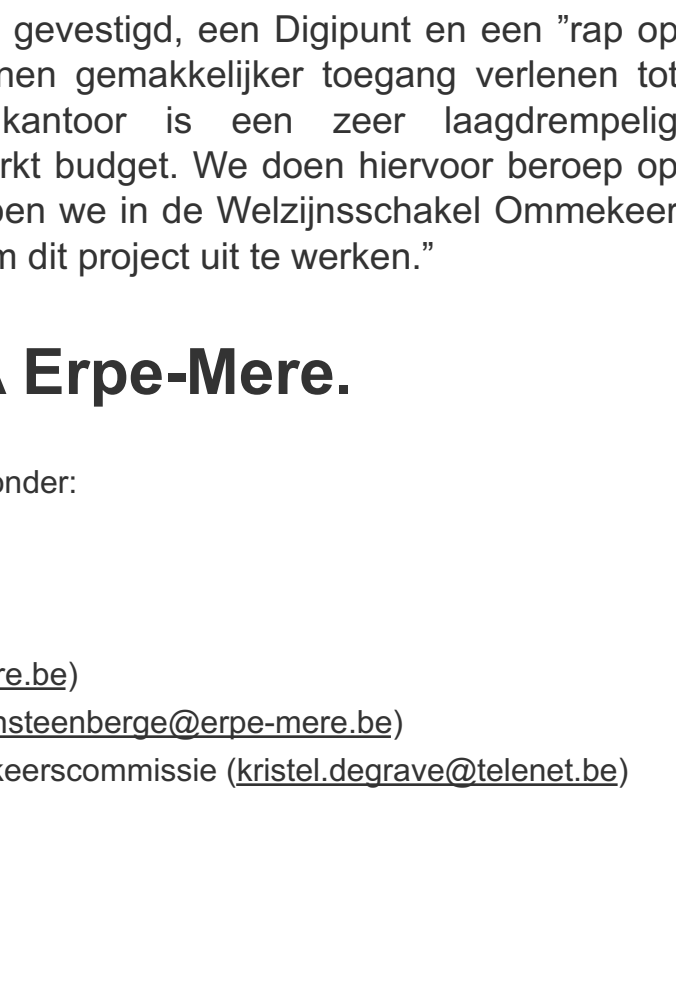 gevestigd, een Digipunt en een ”rap op
nen gemakkelijker toegang verlenen tot
kantoor is een zeer laagdrempelig
rkt budget. We doen hiervoor beroep op
en we in de Welzijnsschakel Ommekeer
dit project uit te werken.”
Erpe-Mere.
onder:
re.be)
nsteenberge@erpe-mere.be)
keerscommissie (kristel.degrave@telenet.be)